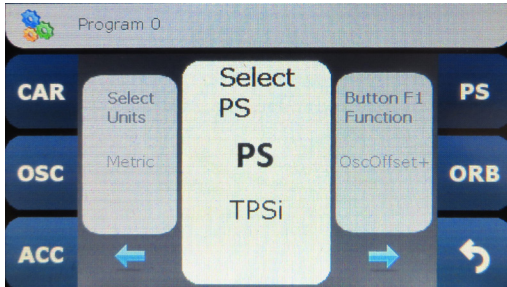 Program 0
CAR
OSC
ACC
Select
Units
Metric
Select
PS
PS
TPSi
Button F1
Function
OscOffset+
PS
ORB